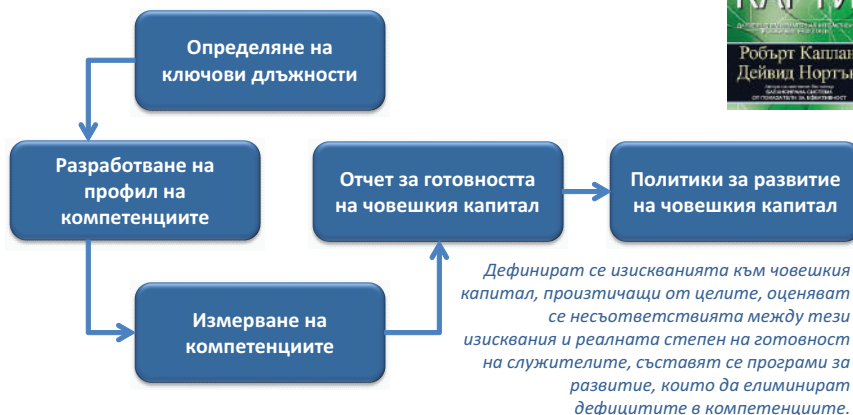 КАРТИ
Робърт Каплан
Дейвид Нортън
Определяне на
ключови длъжности
Разработване на
профил на
компетенциите
Отчет за готовността
на човешкия капитал
Политики за развитие
на човешкия капитал
Измерване на
компетенциите
Дефинират се изискванията към човешкия
капитал, произтичащи от целите, оценяват
се несъответствията между тези
изисквания и реалната степен на готовност
на служителите, съставят се програми за
развитие, които да елиминират
дефицитите в компетенциите.